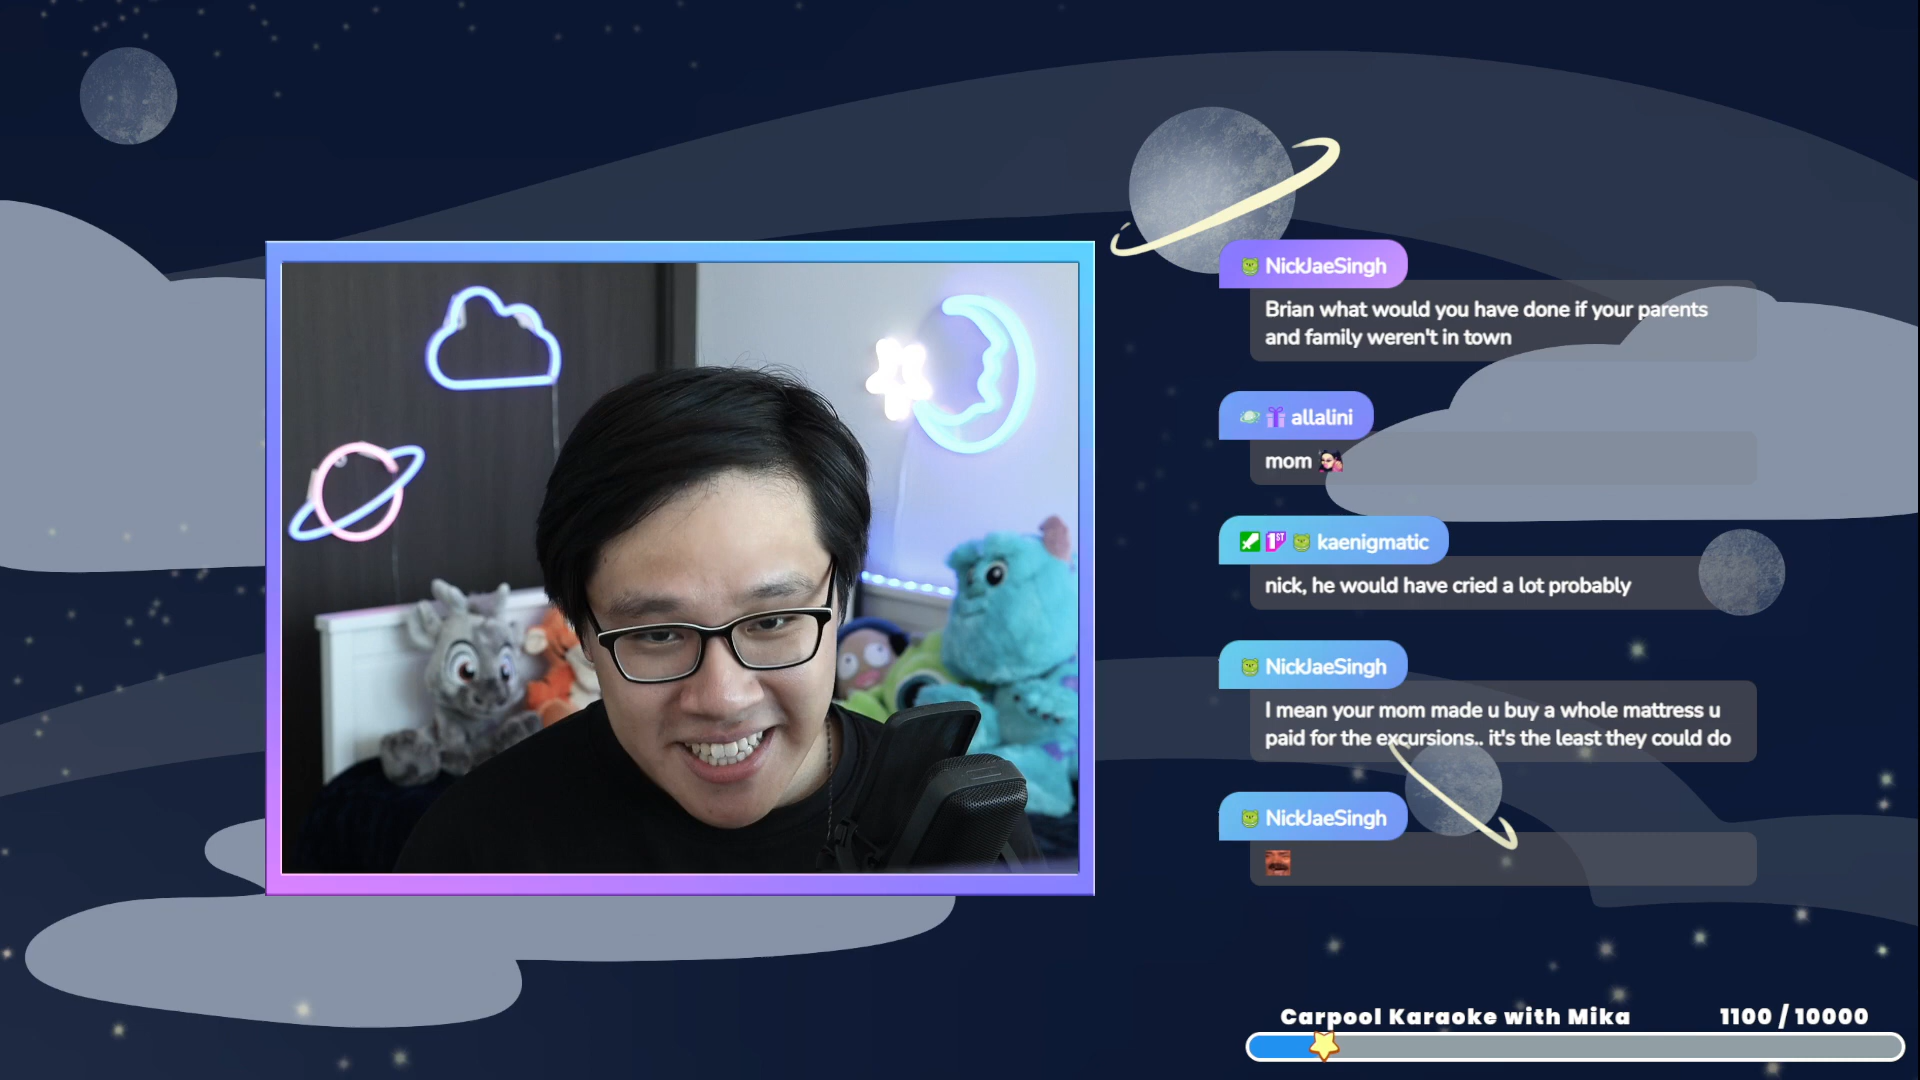 NickJaeSingh
Brian what would you have done if your parents
and family weren't in town
allalini
mom
1ST kaenigmatic
nick, he would have cried a lot probably
NickJaeSingh
I mean your mom made u buy a whole mattress u
paid for the excursions.. it's the least they could do
NickJaeSingh
Carpool Karaoke with Mika 1100 / 10000